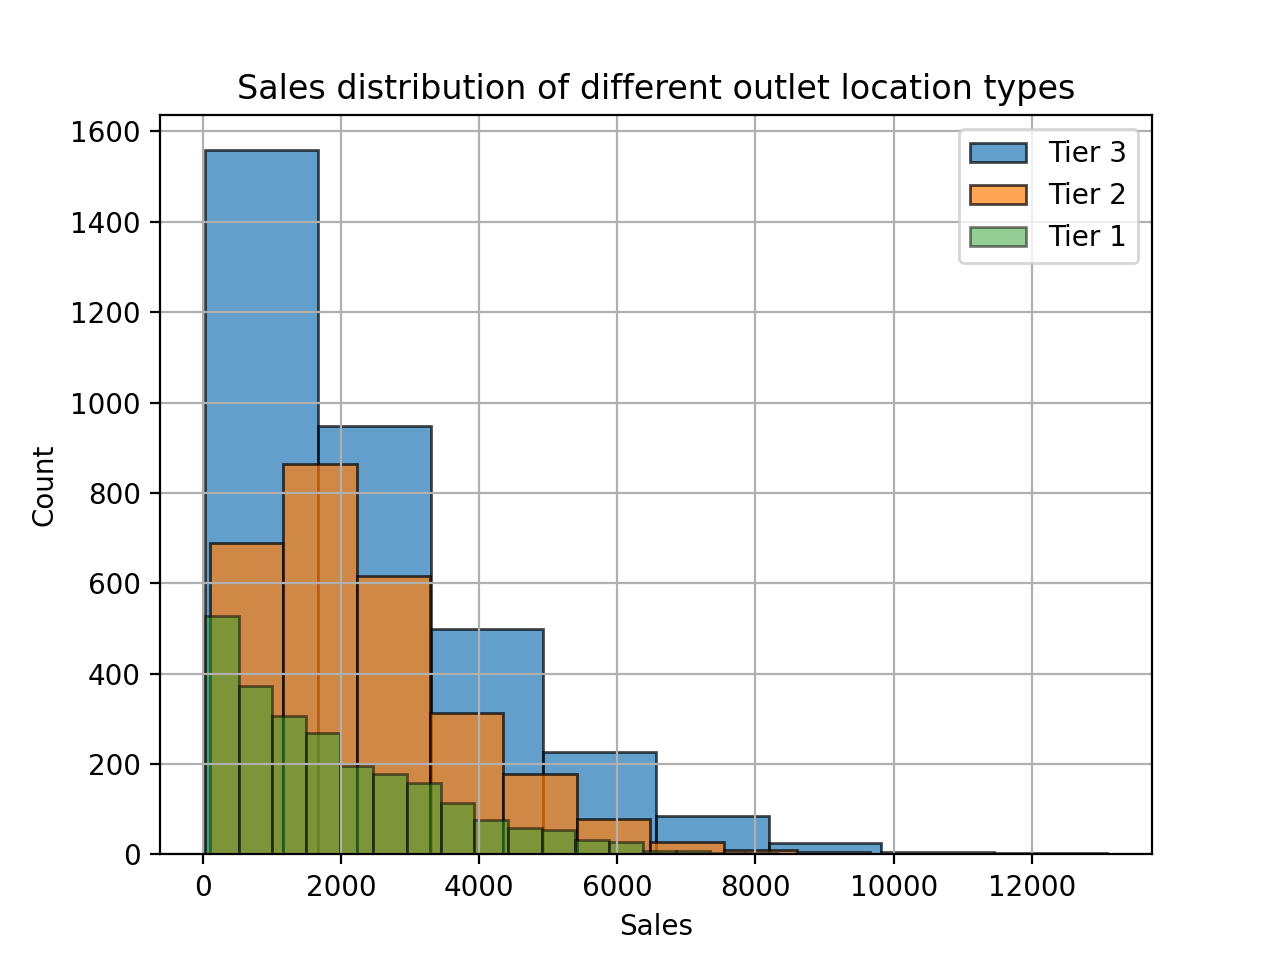 Sales distribution of different outlet location types
1600
1400
1200
1000
800
600
400
200
0
Count
Tier 3
Tier 2
Tier 1
0 2000 4000 6000 8000 10000 12000
Sales